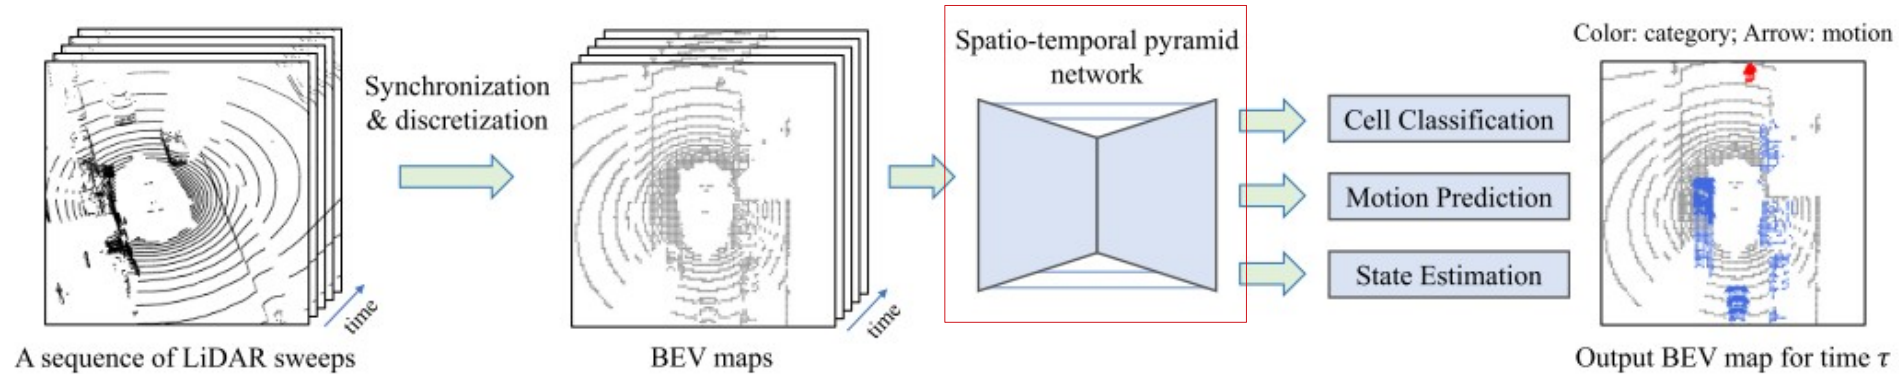 Synchronization
& discretization
time
A sequence of LiDAR sweeps
time
BEV maps
Spatio-temporal pyramid
network
Cell Classification
Motion Prediction
State Estimation
Color: category; Arrow: motion
Output BEV map for time τ